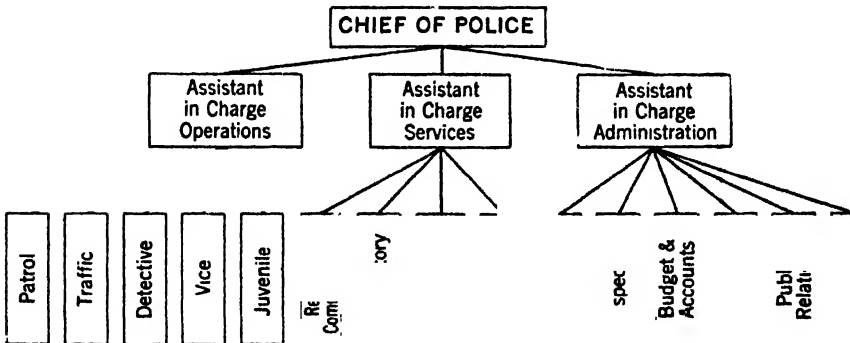 CHIEF OF POLICE
Assistant
in Charge
Operations
Assistant
in Charge
Services
Assistant
in Charge
Administration
Patrol
Traffic
Detective
Vice
Juvenile
Budget &
Accounts